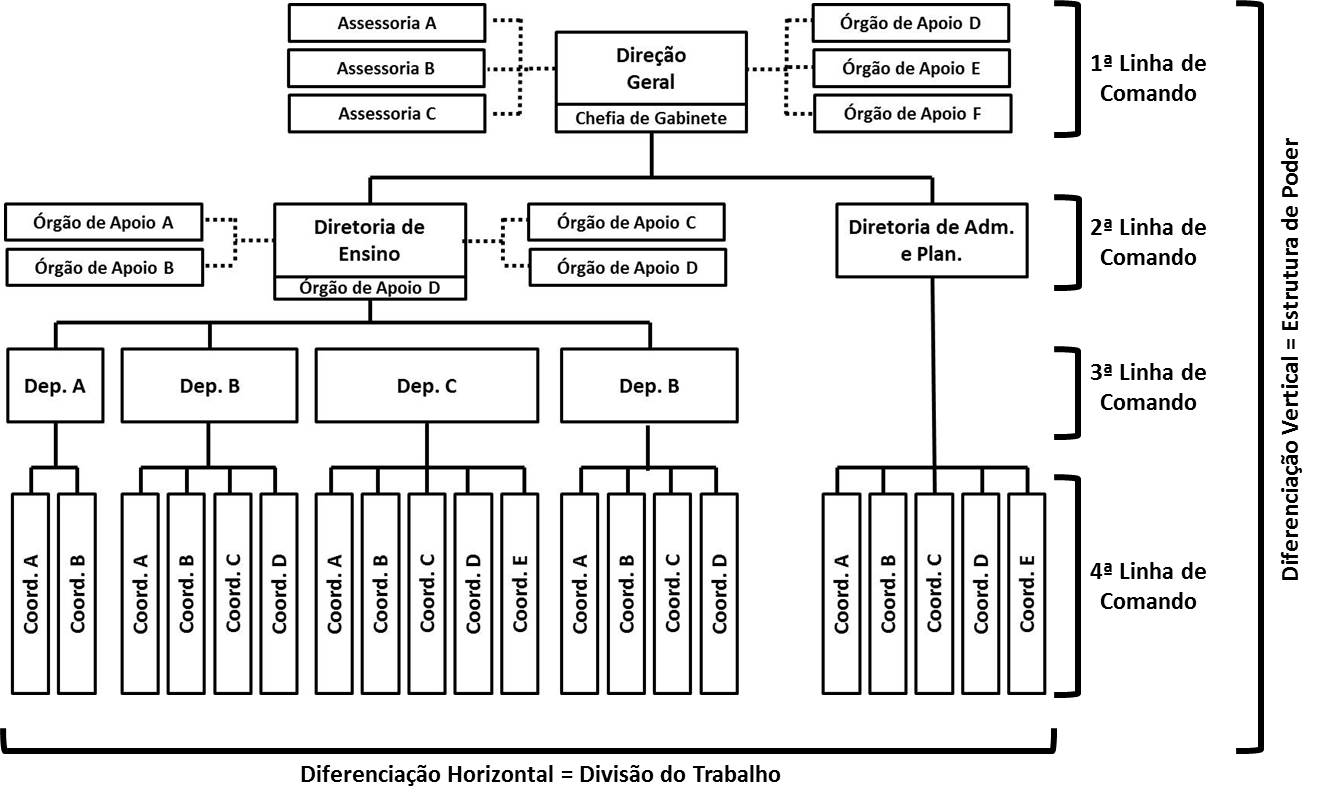 Assessoria A
Assessoria B
Assessoria C
Direção
Geral
Chefia de Gabinete
Órgão de Apoio D
Órgão de Apoio E
Órgão de Apoio F
1ª Linha de
Comando
Órgão de Apoio A
Órgão de Apoio B
Diretoria de
Ensino
Órgão de Apoio D
Órgão de Apoio C
Órgão de Apoio D
Diretoria de Adm.
e Plan.
2ª Linha de
Comando
Dep. A
Dep. B
Dep. C
Dep. B
3ª Linha de
Comando
Coord. A
Coord. B
Coord. A
Coord. B
Coord. C
Coord. D
Coord. A
Coord. B
Coord. C
Coord. D
Coord. E
Coord. A
Coord. B
Coord. C
Coord. D
Coord. A
Coord. B
Coord. C
Coord. D
Coord. E
4ª Linha de
Comando
Diferenciação Vertical = Estrutura de Poder
Diferenciação Horizontal = Divisão do Trabalho